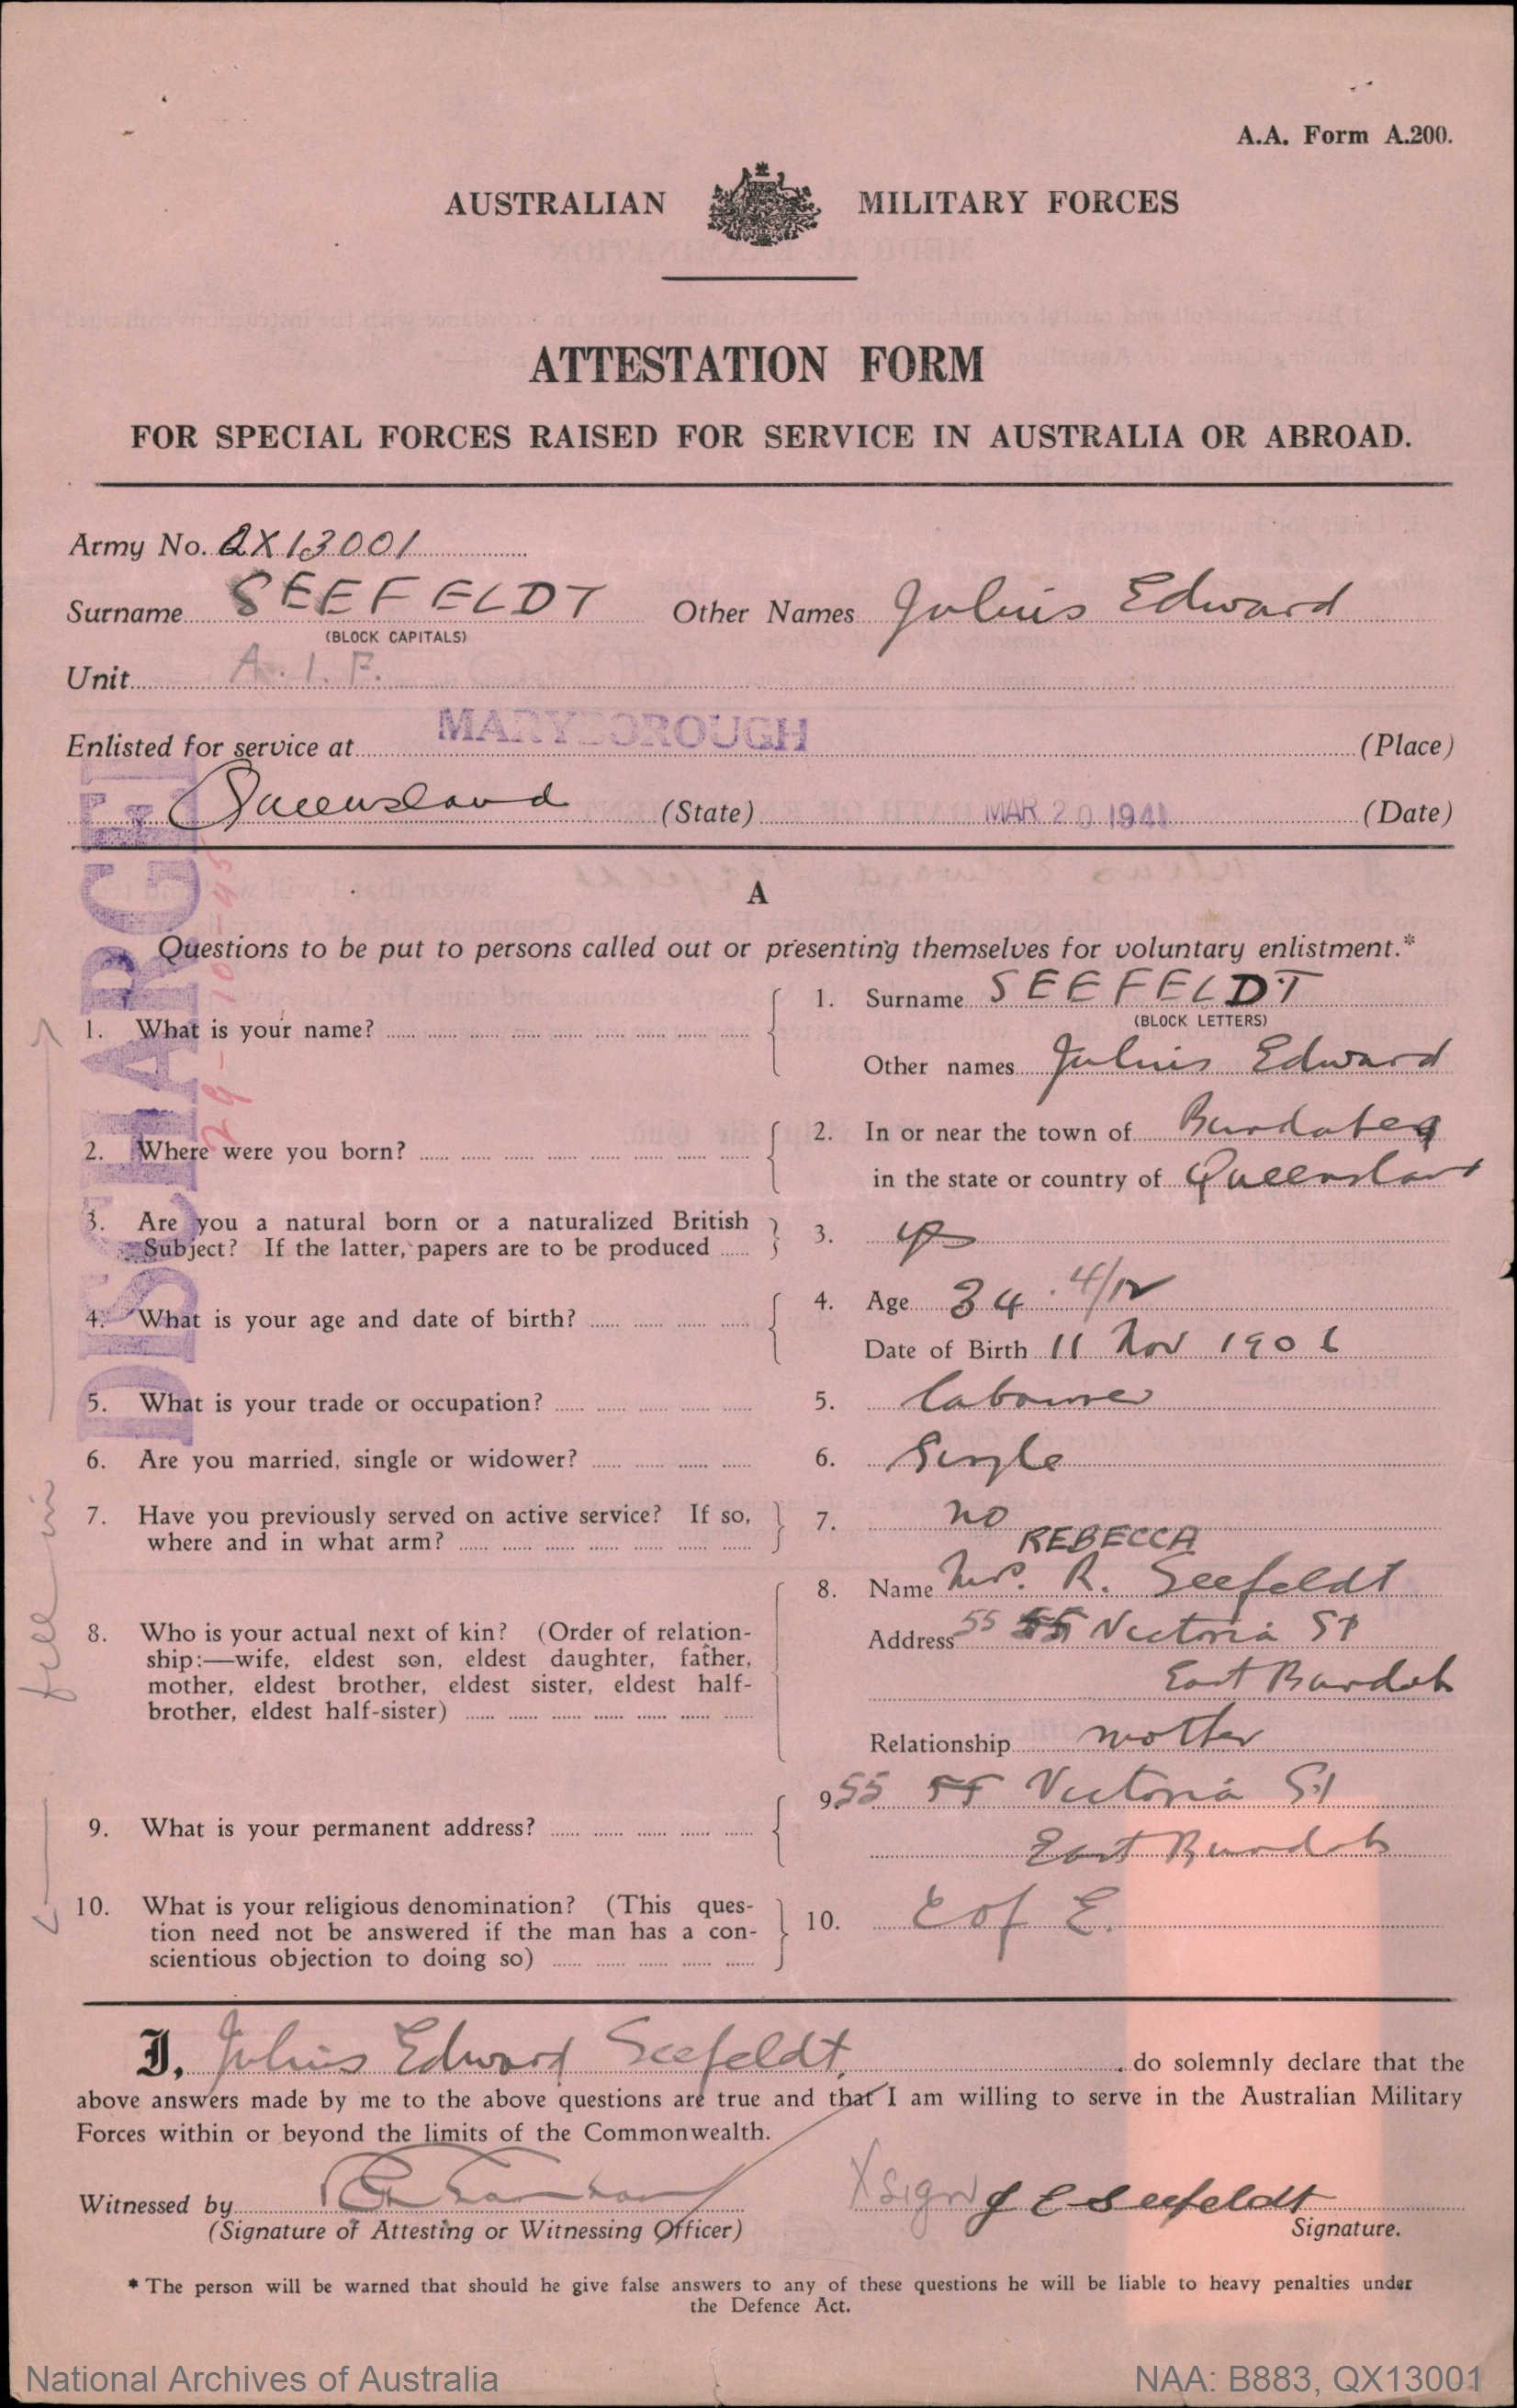 A.A. Form A.200.
AUSTRALIAN MILITARY FORCES
ATTESTATION FORM
FOR SPECIAL FORCES RAISED FOR SERVICE IN AUSTRALIA OR ABROAD.
Army No. QX13001
Surname SEEFELDT Other Names Julius Edward
(BLOCK CAPITALS)
Unit A.I.F.
Enlisted for service at MARYBOROUGH (Place)
Queensland (State) MAR 20 1941 (Date)
DISCHARGED
A
Questions to be put to persons called out or presenting themselves for voluntary enlistment.*
1. What is your name? 1. Surname SEEFELDT
(BLOCK LETTERS)
Other names Julius Edward
2. Where were you born? 2. In or near the town of Bundaberg
in the state or country of Queensland
3. Are you a natural born or a naturalized British
Subject? If the latter, papers are to be produced 3. yes
4. What is your age and date of birth? 4. Age 34 4/12
Date of Birth 11 Nov 1906
5. What is your trade or occupation? 5. labourer
6. Are you married, single or widower? 6. Single
7. Have you previously served on active service? If so,
where and in what arm? 7. no
REBECCA
8. Name Mrs. R. Seefeldt
8. Who is your actual next of kin? (Order of relation-
ship:—wife, eldest son, eldest daughter, father,
mother, eldest brother, eldest sister, eldest half-
brother, eldest half-sister)
Address 55 Victoria St
East Bundab
Relationship mother
9. What is your permanent address? 9. 55 Victoria St
East Bundab
10. What is your religious denomination? (This ques-
tion need not be answered if the man has a con-
scientious objection to doing so) 10. C of E.
I, Julius Edward Seefeldt, do solemnly declare that the
above answers made by me to the above questions are true and that I am willing to serve in the Australian Military
Forces within or beyond the limits of the Commonwealth.
Witnessed by
X Sign J E Seefeldt
(Signature of Attesting or Witnessing Officer) Signature.
* The person will be warned that should he give false answers to any of these questions he will be liable to heavy penalties under
the Defence Act.
National Archives of Australia NAA: B883, QX13001